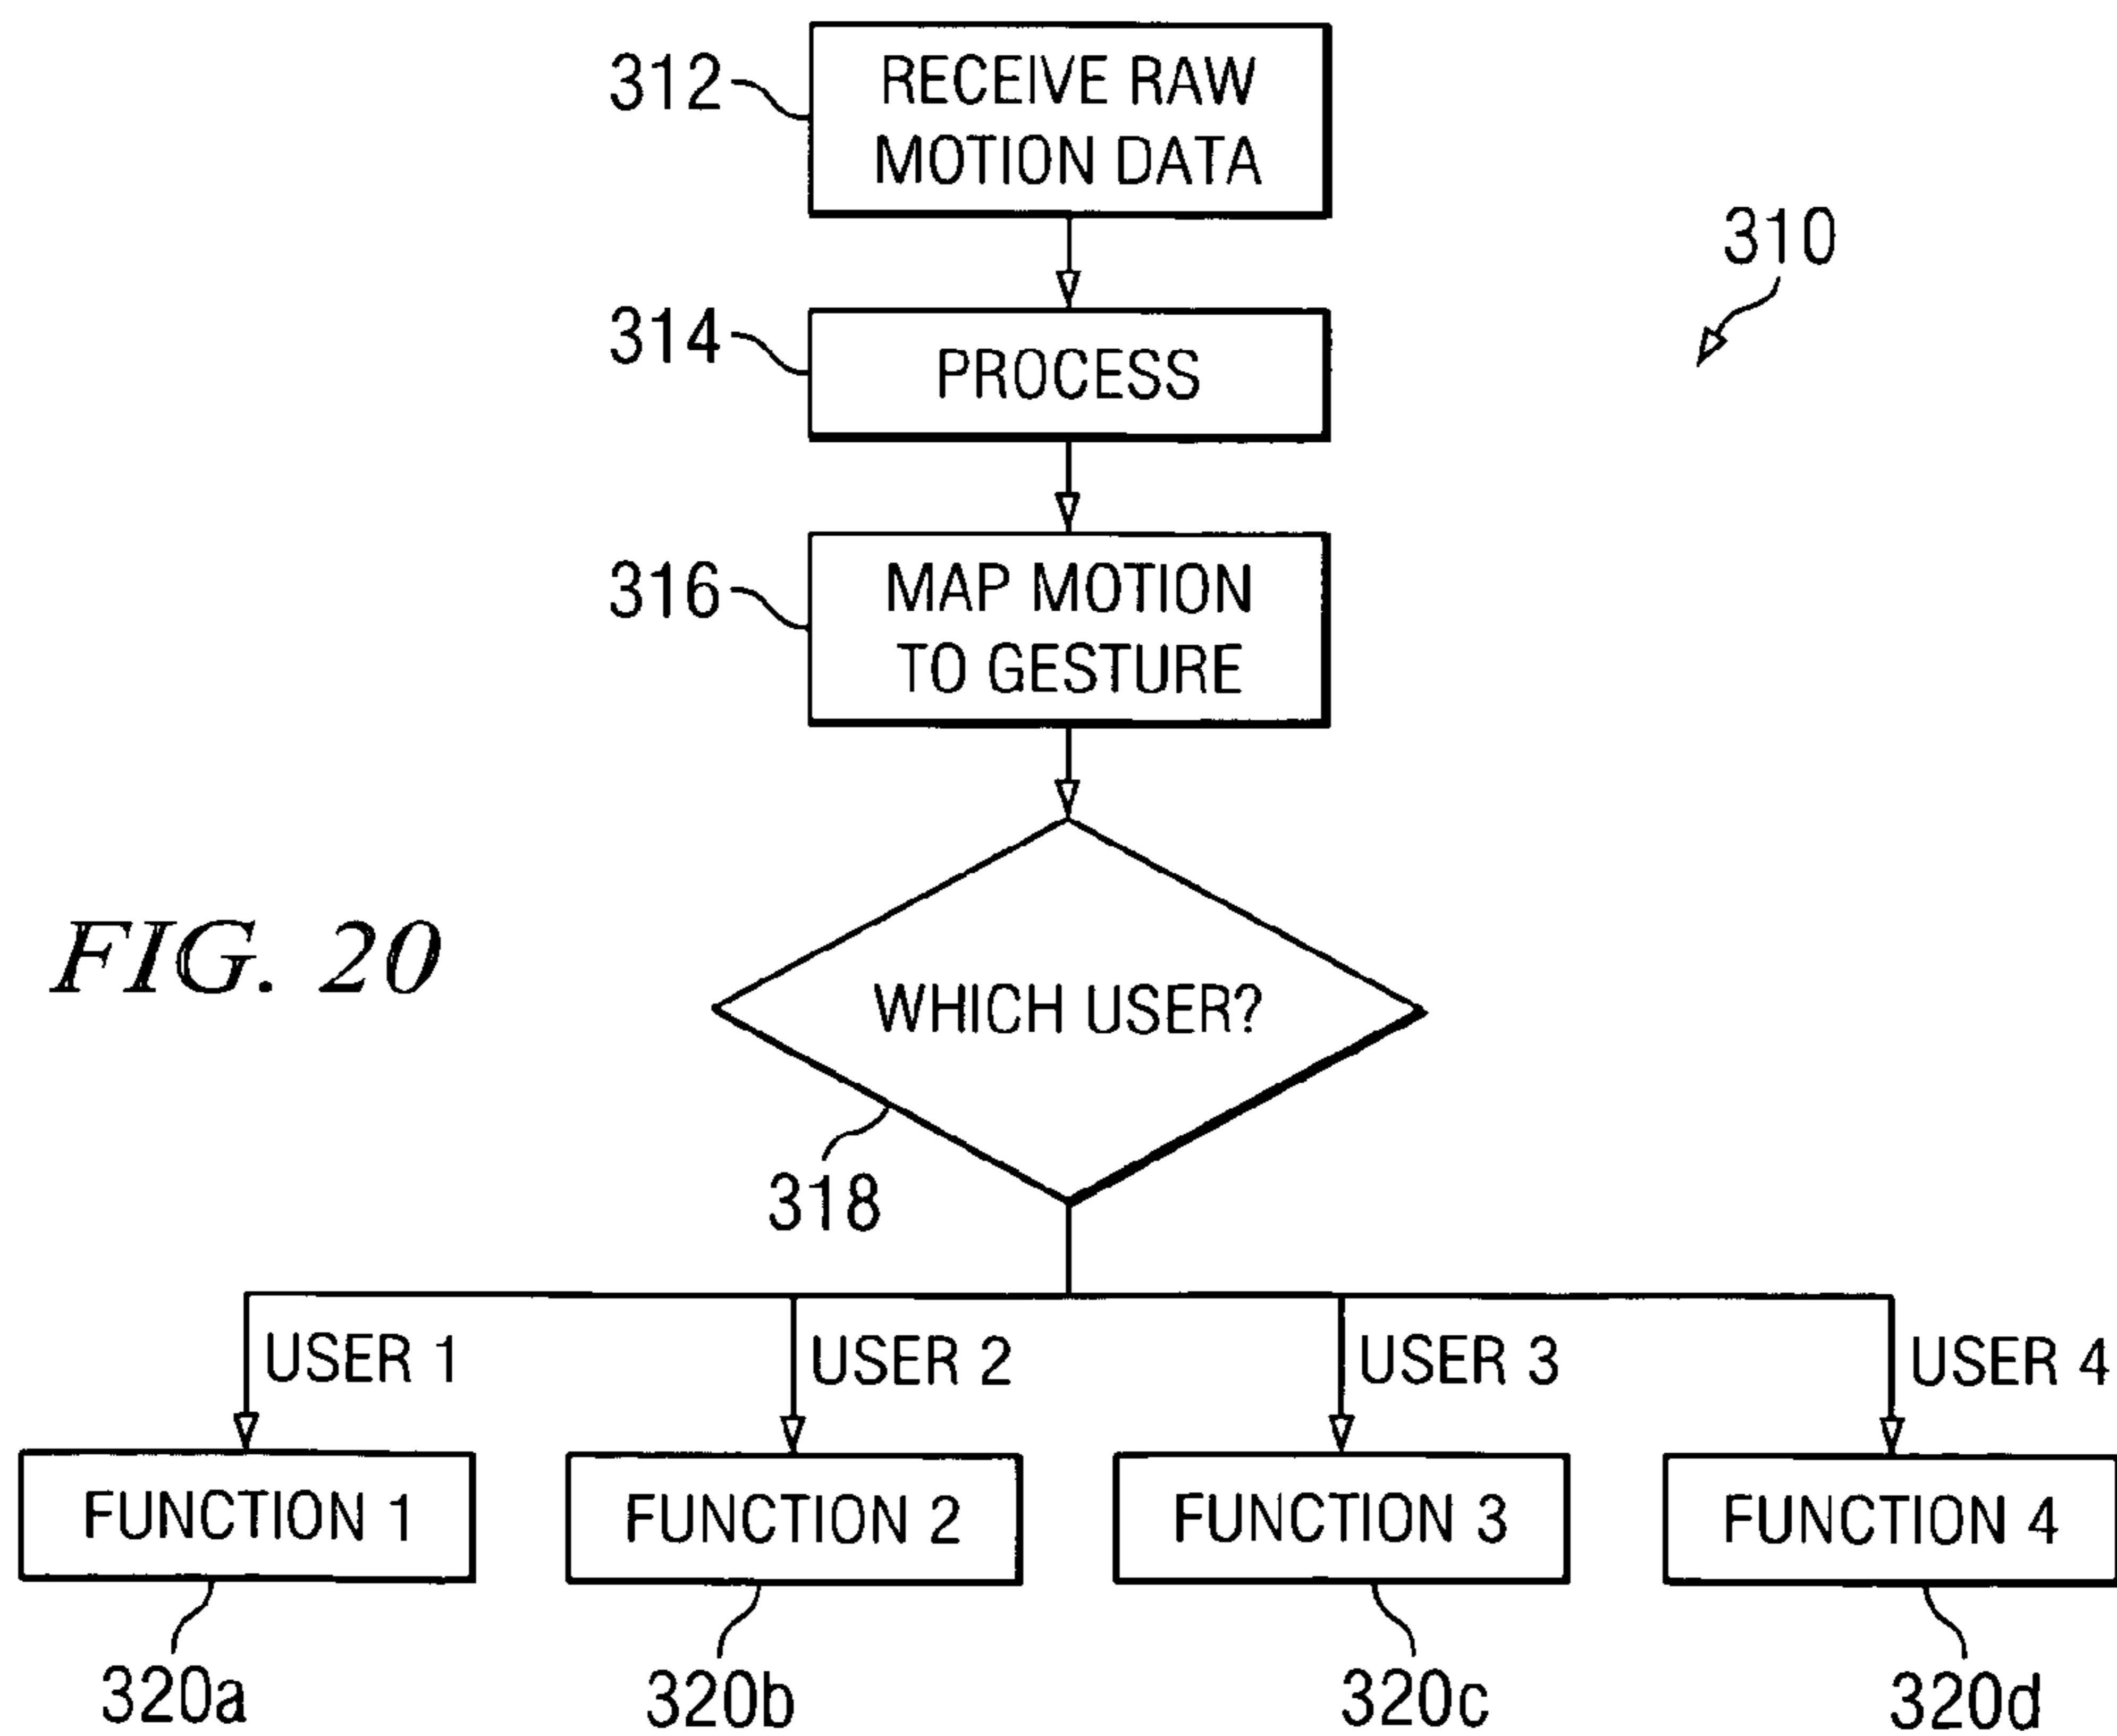 312
RECEIVE RAW
MOTION DATA
310
314
PROCESS
316
MAP MOTION
TO GESTURE
FIG. 20
WHICH USER?
318
USER 1
USER 2
USER 3
USER 4
FUNCTION 1
FUNCTION 2
FUNCTION 3
FUNCTION 4
320a
320b
320c
320d